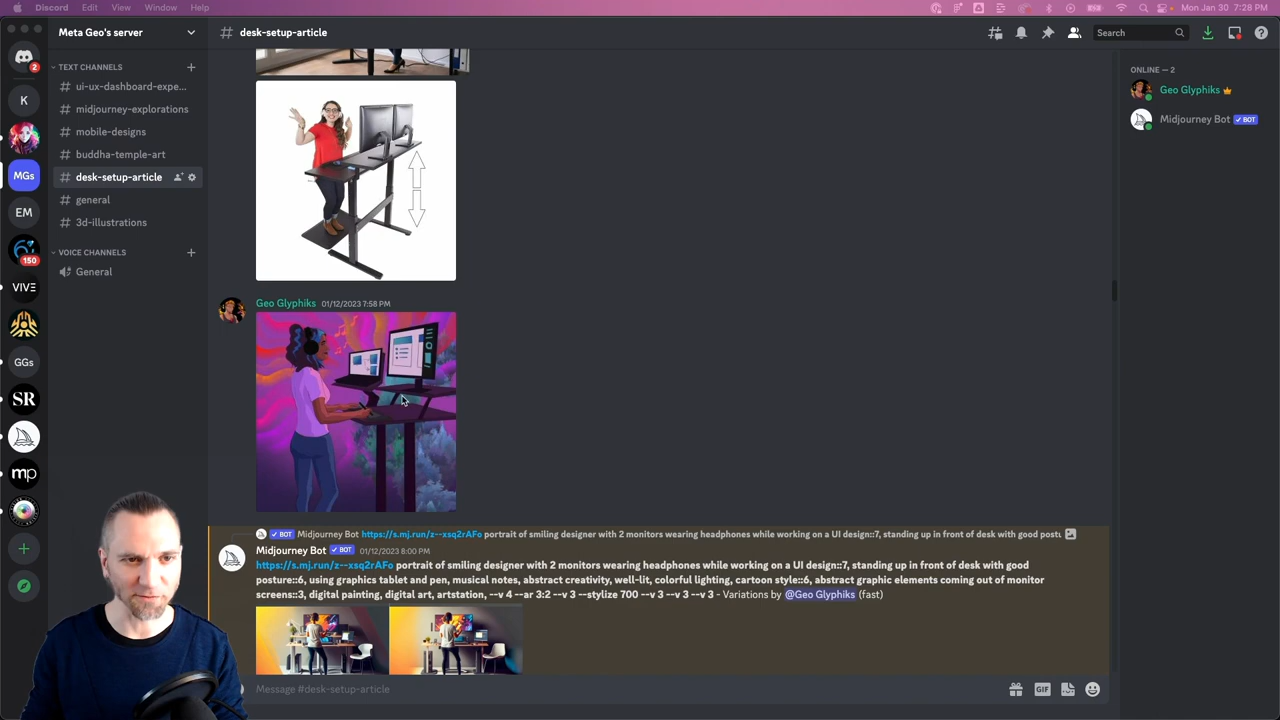 Discord Edit View Window Help
Mon Jan 30 7:28 PM
Meta Geo's server
# desk-setup-article
Search
2
K
MGs
EM
150
VIVE
GGs
SR
mp
TEXT CHANNELS
# ui-ux-dashboard-expe...
# midjourney-explorations
# mobile-designs
# buddha-temple-art
# desk-setup-article
# general
# 3d-illustrations
VOICE CHANNELS
General
Geo Glyphiks 01/12/2023 7:58 PM
BOT Midjourney Bot https://s.mj.run/z--xsq2rAFo portrait of smiling designer with 2 monitors wearing headphones while working on a UI design::7, standing up in front of desk with good postu
Midjourney Bot BOT 01/12/2023 8:00 PM
https://s.mj.run/z--xsq2rAFo portrait of smiling designer with 2 monitors wearing headphones while working on a UI design::7, standing up in front of desk with good
posture::6, using graphics tablet and pen, musical notes, abstract creativity, well-lit, colorful lighting, cartoon style::6, abstract graphic elements coming out of monitor
screens::3, digital painting, digital art, artstation, --v 4 --ar 3:2 --v 3 --stylize 700 --v 3 --v 3 --v 3 - Variations by @Geo Glyphiks (fast)
Message #desk-setup-article
GIF
ONLINE — 2
Geo Glyphiks
Midjourney Bot BOT